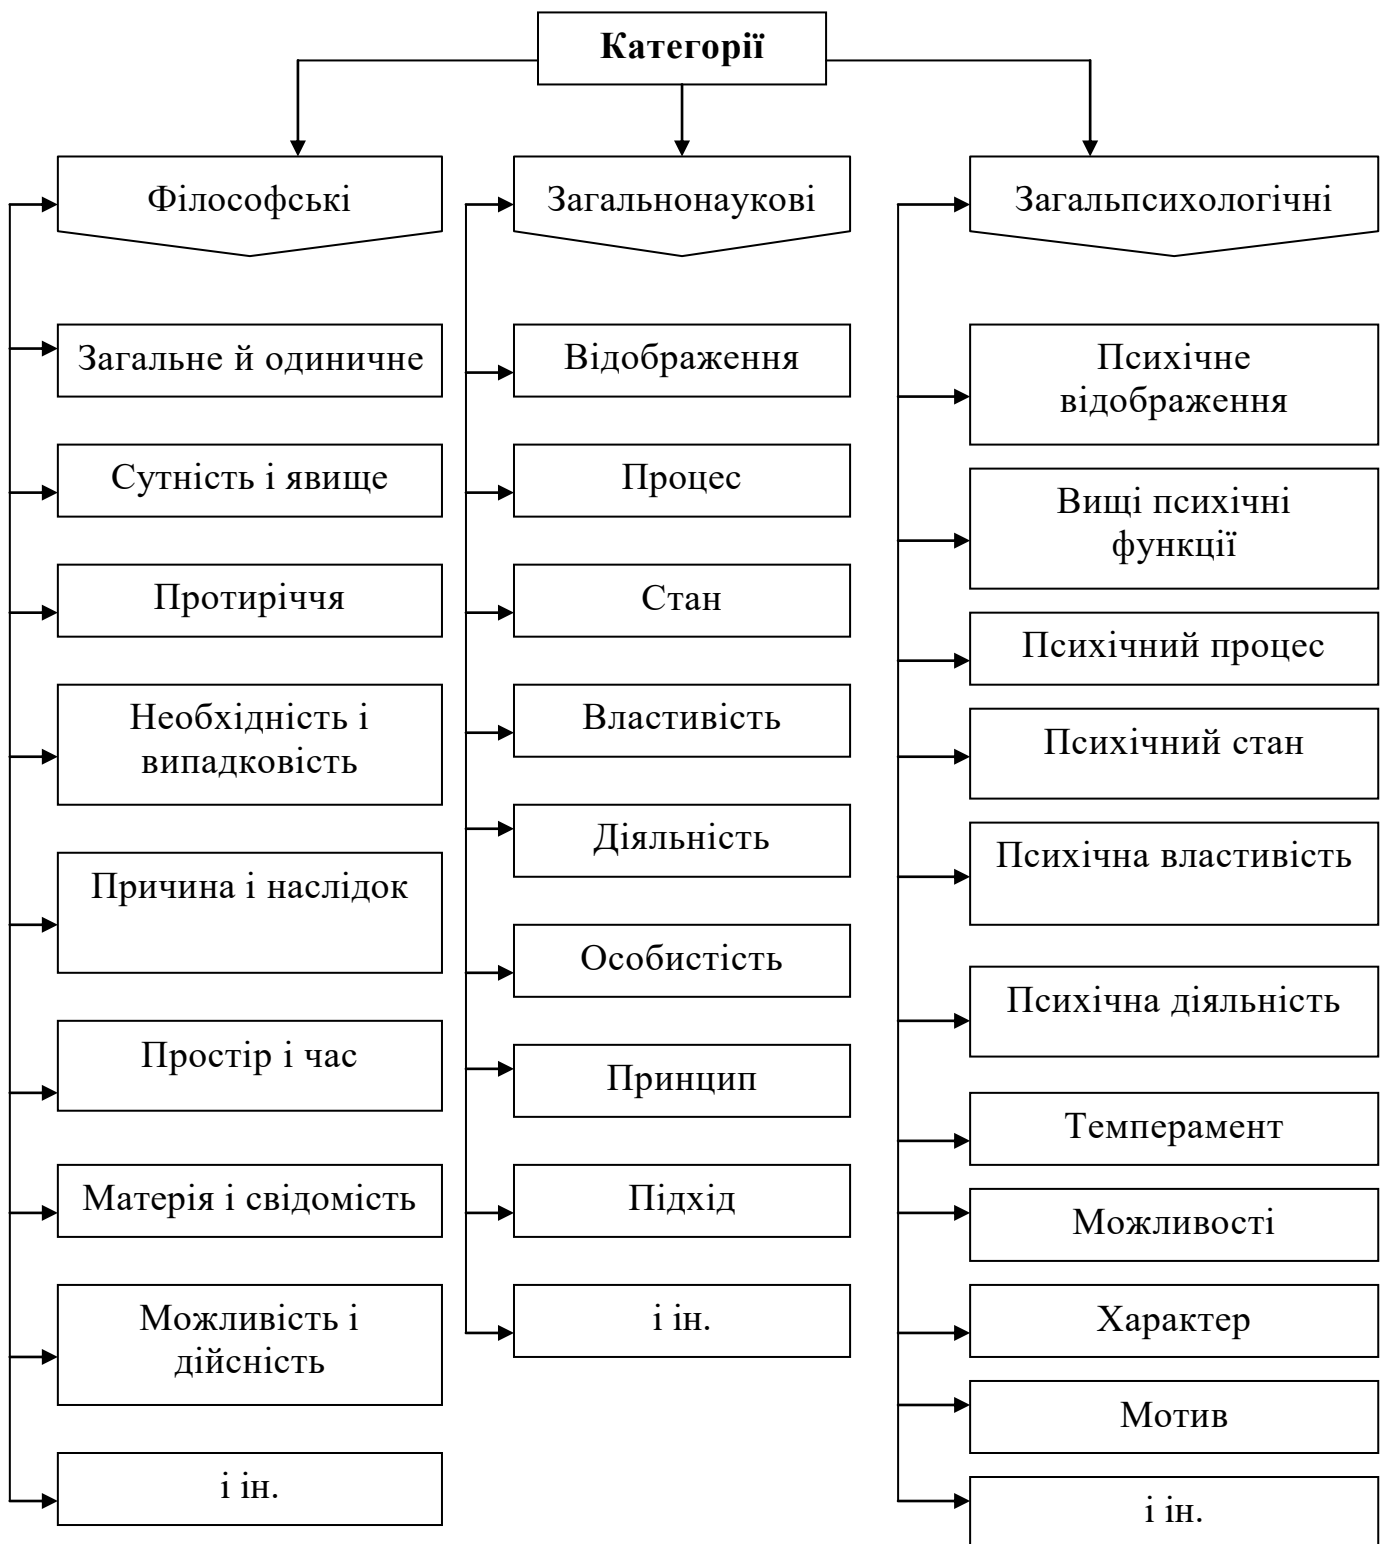 Категорії
Філософські
Загальне й одиничне
Сутність і явище
Протиріччя
Необхідність і
випадковість
Причина і наслідок
Простір і час
Матерія і свідомість
Можливість і
дійсність
і ін.
Загальнонаукові
Відображення
Процес
Стан
Властивість
Діяльність
Особистість
Принцип
Підхід
і ін.
Загальпсихологічні
Психічне
відображення
Вищі психічні
функції
Психічний процес
Психічний стан
Психічна властивість
Психічна діяльність
Темперамент
Можливості
Характер
Мотив
і ін.